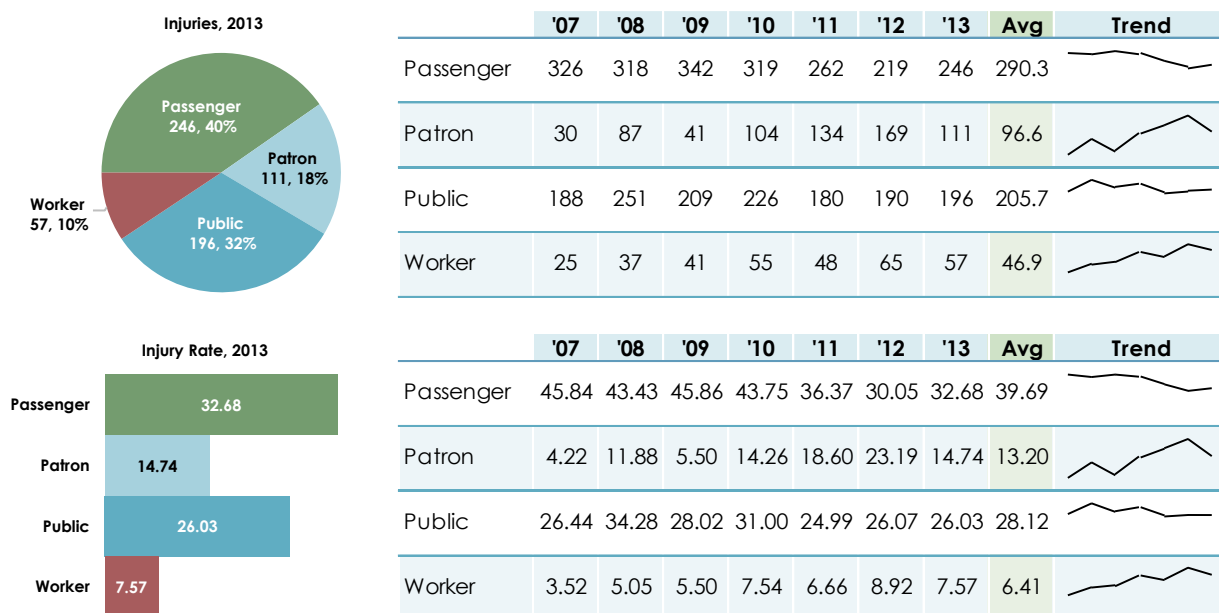 Injuries, 2013
Passenger
246, 40%
Patron
111, 18%
Worker
57, 10%
Public
196, 32%
'07 '08 '09 '10 '11 '12 '13 Avg Trend
Passenger 326 318 342 319 262 219 246 290.3
Patron 30 87 41 104 134 169 111 96.6
Public 188 251 209 226 180 190 196 205.7
Worker 25 37 41 55 48 65 57 46.9
Injury Rate, 2013
Passenger 32.68
Patron 14.74
Public 26.03
Worker 7.57
'07 '08 '09 '10 '11 '12 '13 Avg Trend
Passenger 45.84 43.43 45.86 43.75 36.37 30.05 32.68 39.69
Patron 4.22 11.88 5.50 14.26 18.60 23.19 14.74 13.20
Public 26.44 34.28 28.02 31.00 24.99 26.07 26.03 28.12
Worker 3.52 5.05 5.50 7.54 6.66 8.92 7.57 6.41